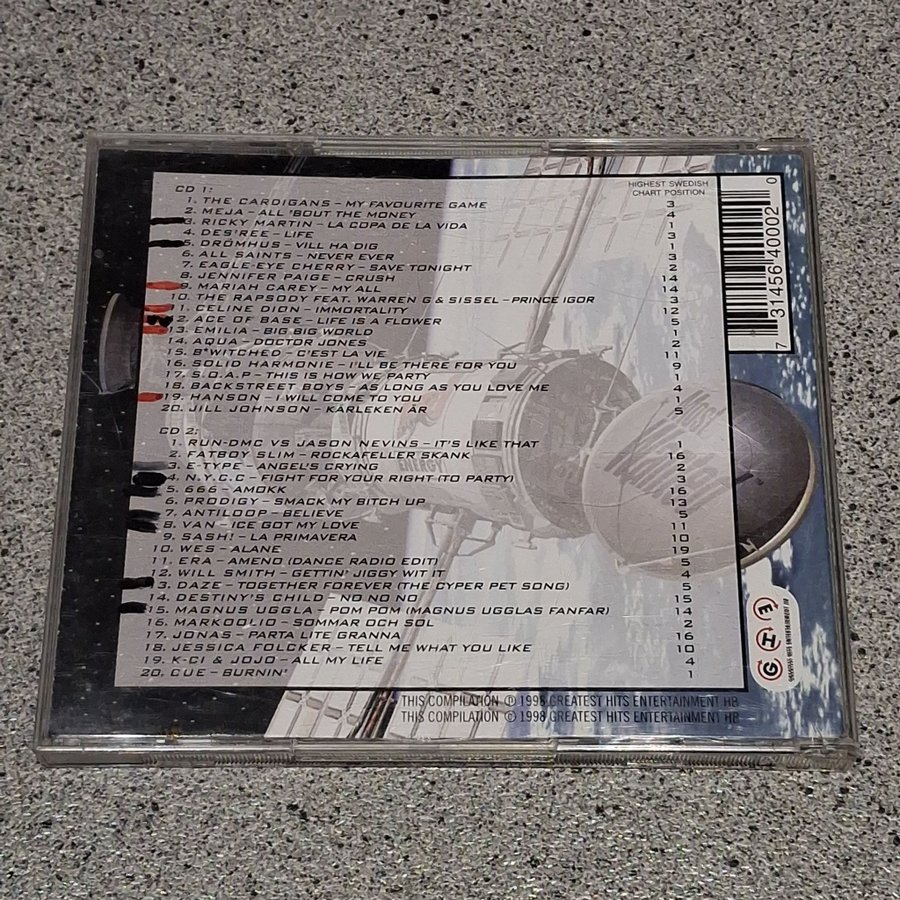 CD 1:
HIGHEST SWEDISH
CHART POSITION
1. THE CARDIGANS – MY FAVOURITE GAME 3
2. MEJA – ALL 'BOUT THE MONEY 4
3. RICKY MARTIN – LA COPA DE LA VIDA
4. DES'REE – LIFE
5. DRÖMHUS – VILL HA DIG
6. ALL SAINTS – NEVER EVER
7. EAGLE-EYE CHERRY – SAVE TONIGHT 2
8. JENNIFER PAIGE – CRUSH 14
9. MARIAH CAREY – MY ALL 14
10. THE RAPSODY FEAT. WARREN G & SISSEL – PRINCE IGOR 3
11. CELINE DION – IMMORTALITY 12
12. ACE OF BASE – LIFE IS A FLOWER 5
13. EMILIA – BIG BIG WORLD 1
14. AQUA – DOCTOR JONES 2
15. B*WITCHED – C'EST LA VIE
16. SOLID HARMONIE – I'LL BE THERE FOR YOU
17. S.O.A.P – THIS IS HOW WE PARTY
18. BACKSTREET BOYS – AS LONG AS YOU LOVE ME 4
19. HANSON – I WILL COME TO YOU
20. JILL JOHNSON – KÄRLEKEN ÄR 5
CD 2:
1. RUN-DMC VS JASON NEVINS – IT'S LIKE THAT 1
2. FATBOY SLIM – ROCKAFELLER SKANK 16
3. E-TYPE – ANGEL'S CRYING 2
4. N.Y.C.C – FIGHT FOR YOUR RIGHT (TO PARTY) 3
5. 666 – AMOKK 16
6. PRODIGY – SMACK MY BITCH UP 13
7. ANTILOOP – BELIEVE 5
8. VAN – ICE GOT MY LOVE 11
9. SASH! – LA PRIMAVERA 10
10. WES – ALANE 19
11. ERA – AMENO (DANCE RADIO EDIT) 5
12. WILL SMITH – GETTIN' JIGGY WIT IT 4
13. DAZE – TOGETHER FOREVER (THE CYPER PET SONG) 5
14. DESTINY'S CHILD – NO NO NO 15
15. MAGNUS UGGLA – POM POM (MAGNUS UGGLAS FANFAR) 14
16. MARKOOLIO – SOMMAR OCH SOL 2
17. JONAS – PARTA LITE GRANNA 16
18. JESSICA FOLCKER – TELL ME WHAT YOU LIKE 10
19. K-CI & JOJO – ALL MY LIFE 4
20. CUE – BURNIN' 1
ENERGY
Most
7 31456 40002 0
G H E
THIS COMPILATION ℗ 1998 GREATEST HITS ENTERTAINMENT HB
THIS COMPILATION © 1998 GREATEST HITS ENTERTAINMENT HB